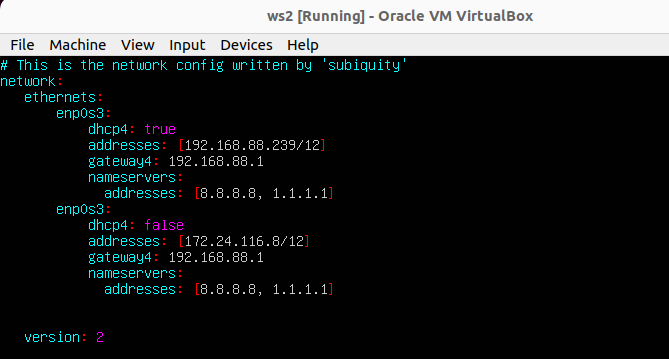 ws2 [Running] - Oracle VM VirtualBox
File Machine View Input Devices Help
# This is the network config written by 'subiquity'
network:
  ethernets:
    enp0s3:
      dhcp4: true
      addresses: [192.168.88.239/12]
      gateway4: 192.168.88.1
      nameservers:
        addresses: [8.8.8.8, 1.1.1.1]
    enp0s3:
      dhcp4: false
      addresses: [172.24.116.8/12]
      gateway4: 192.168.88.1
      nameservers:
        addresses: [8.8.8.8, 1.1.1.1]
  version: 2